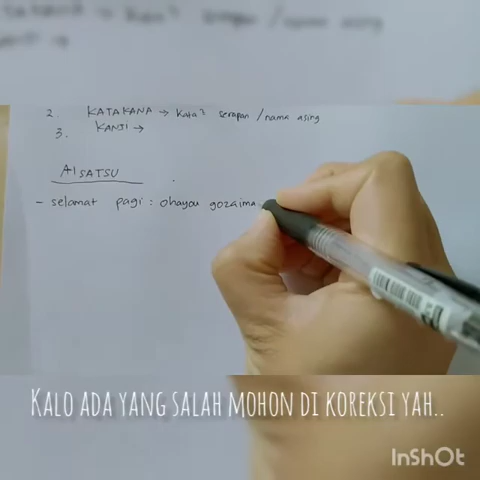 2. KATAKANA → kata² serapan / nama asing
3. KANJI →
AISATSU
- selamat pagi : ohayou gozaima
KALO ADA YANG SALAH MOHON DI KOREKSI YAH..
InShOt